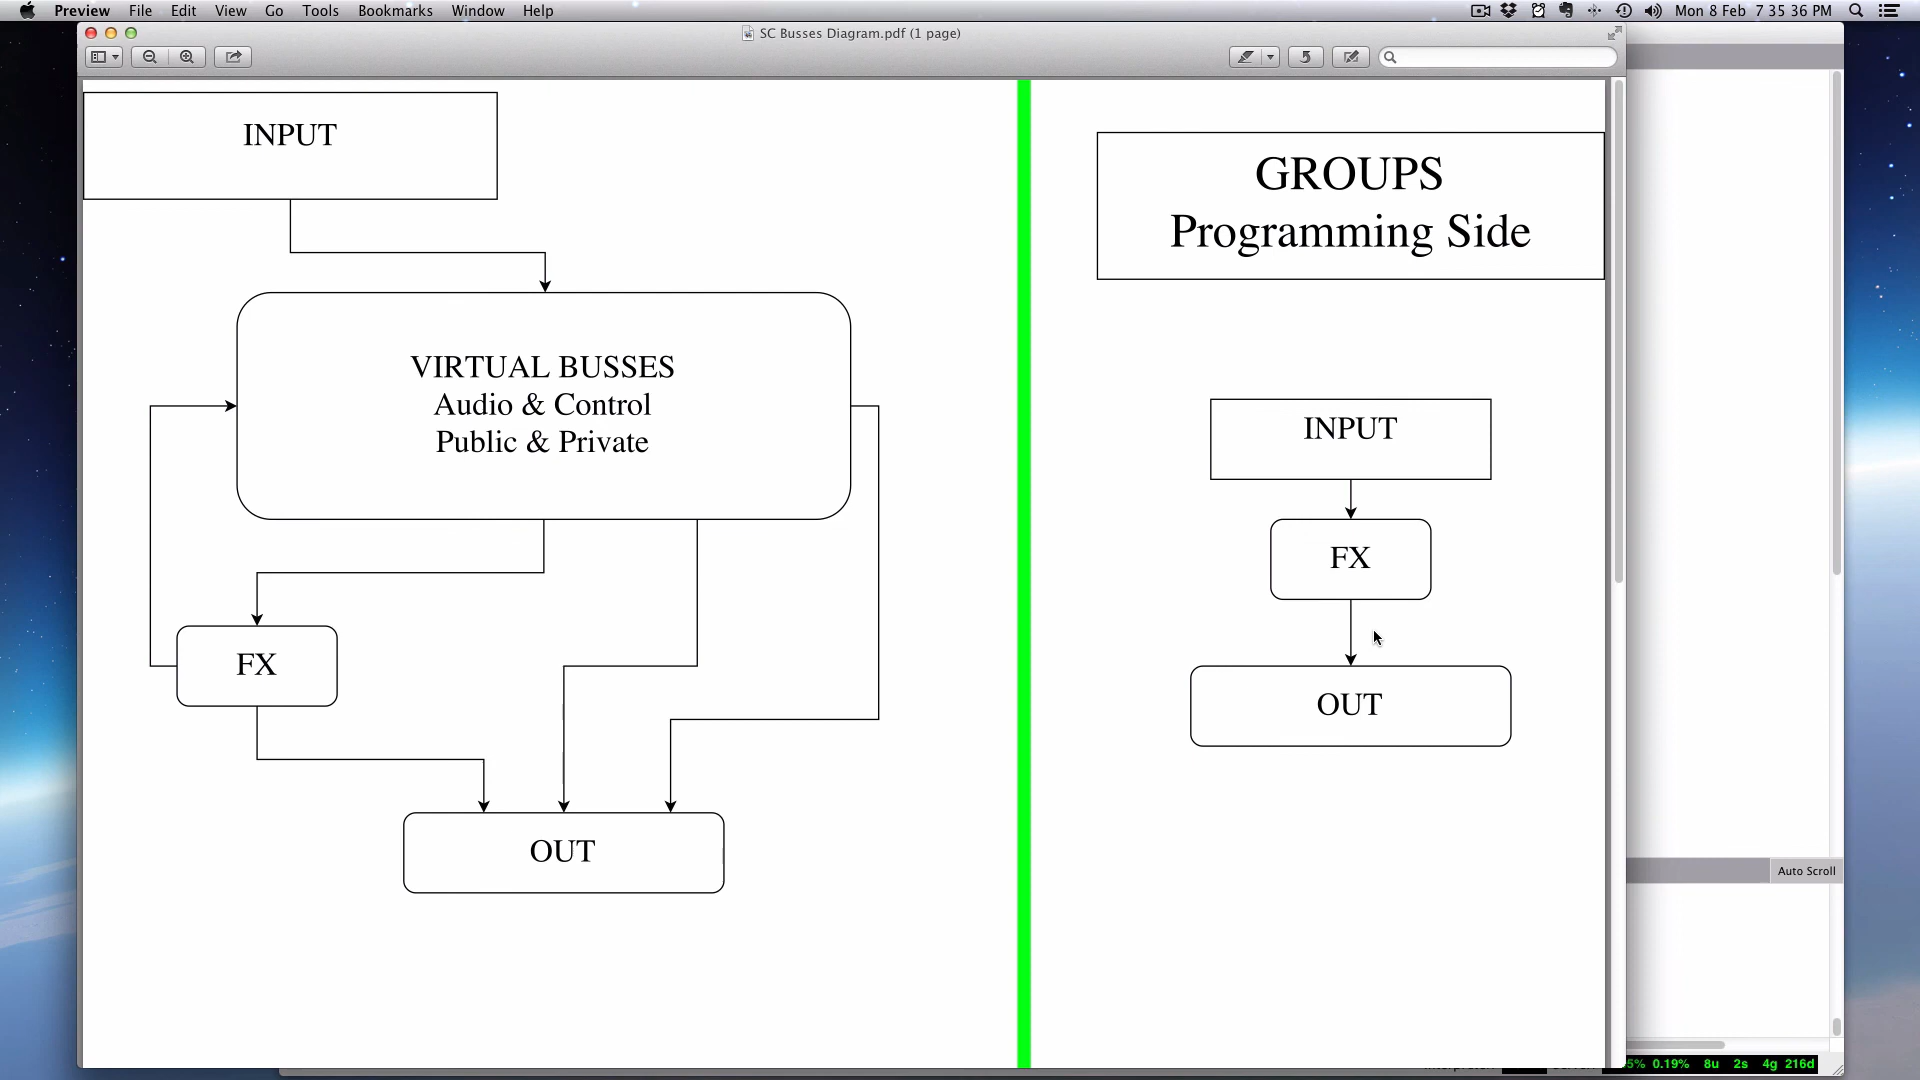 Preview File Edit View Go Tools Bookmarks Window Help
Mon 8 Feb 7 35 36 PM
SC Busses Diagram.pdf (1 page)
INPUT
VIRTUAL BUSSES
Audio & Control
Public & Private
FX
OUT
GROUPS
Programming Side
INPUT
FX
OUT
Auto Scroll
5% 0.19% 8u 2s 4g 216d